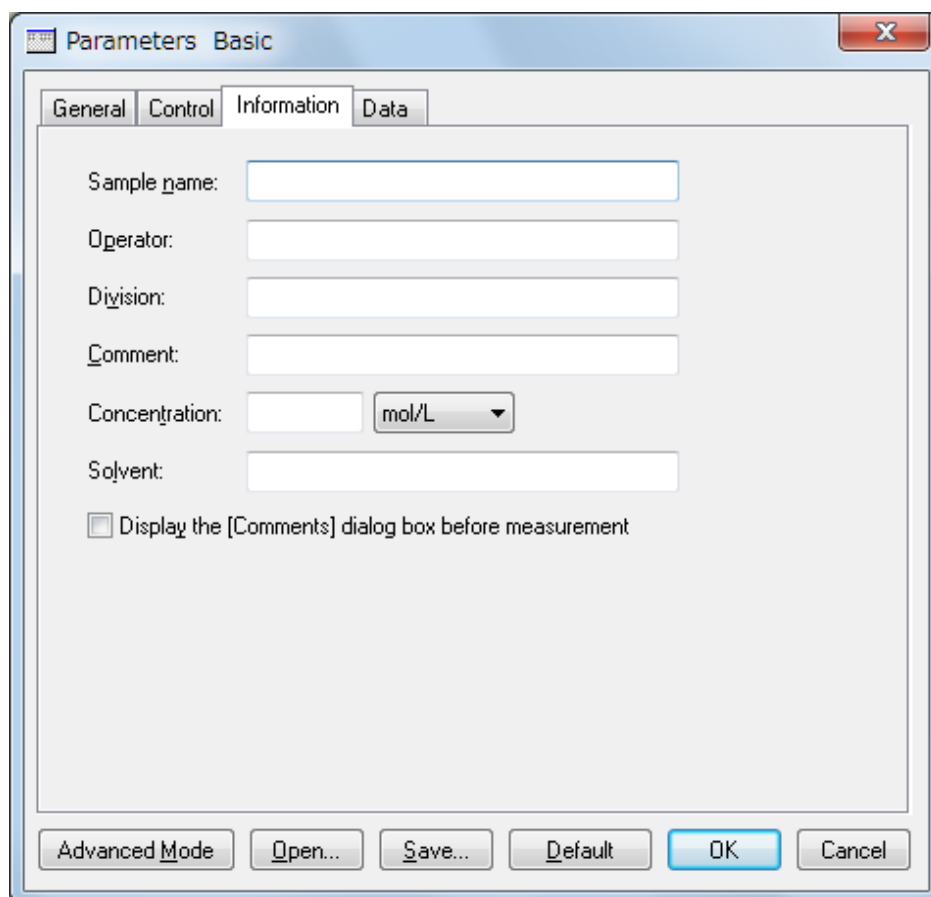 Parameters Basic
General Control Information Data
Sample name:
Operator:
Division:
Comment:
Concentration: mol/L
Solvent:
Display the [Comments] dialog box before measurement
Advanced Mode Open... Save... Default OK Cancel